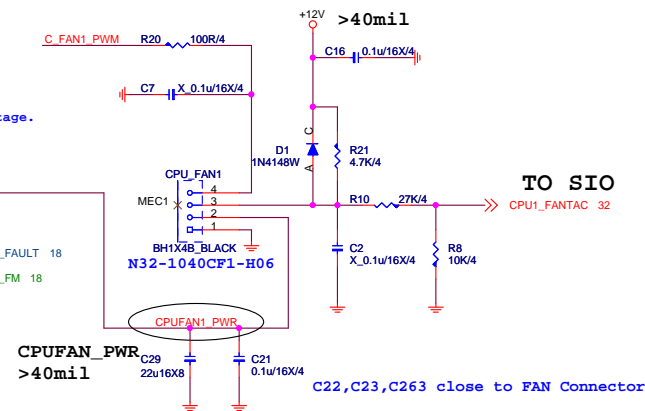 +12V >40mil
C_FAN1_PWM R20 100R/4
C16 0.1u/16X/4
C7 X_0.1u/16X/4
tage.
D1
1N4148W
C
A
R21
4.7K/4
CPU_FAN1
MEC1
4
3
2
1
BH1X4B_BLACK
N32-1040CF1-H06
R10 27K/4
TO SIO
CPU1_FANTAC 32
C2
X_0.1u/16X/4
R8
10K/4
_FAULT 18
_FM 18
CPUFAN1_PWR
CPUFAN_PWR
>40mil
C29
22u16X8
C21
0.1u/16X/4
C22,C23,C263 close to FAN Connector